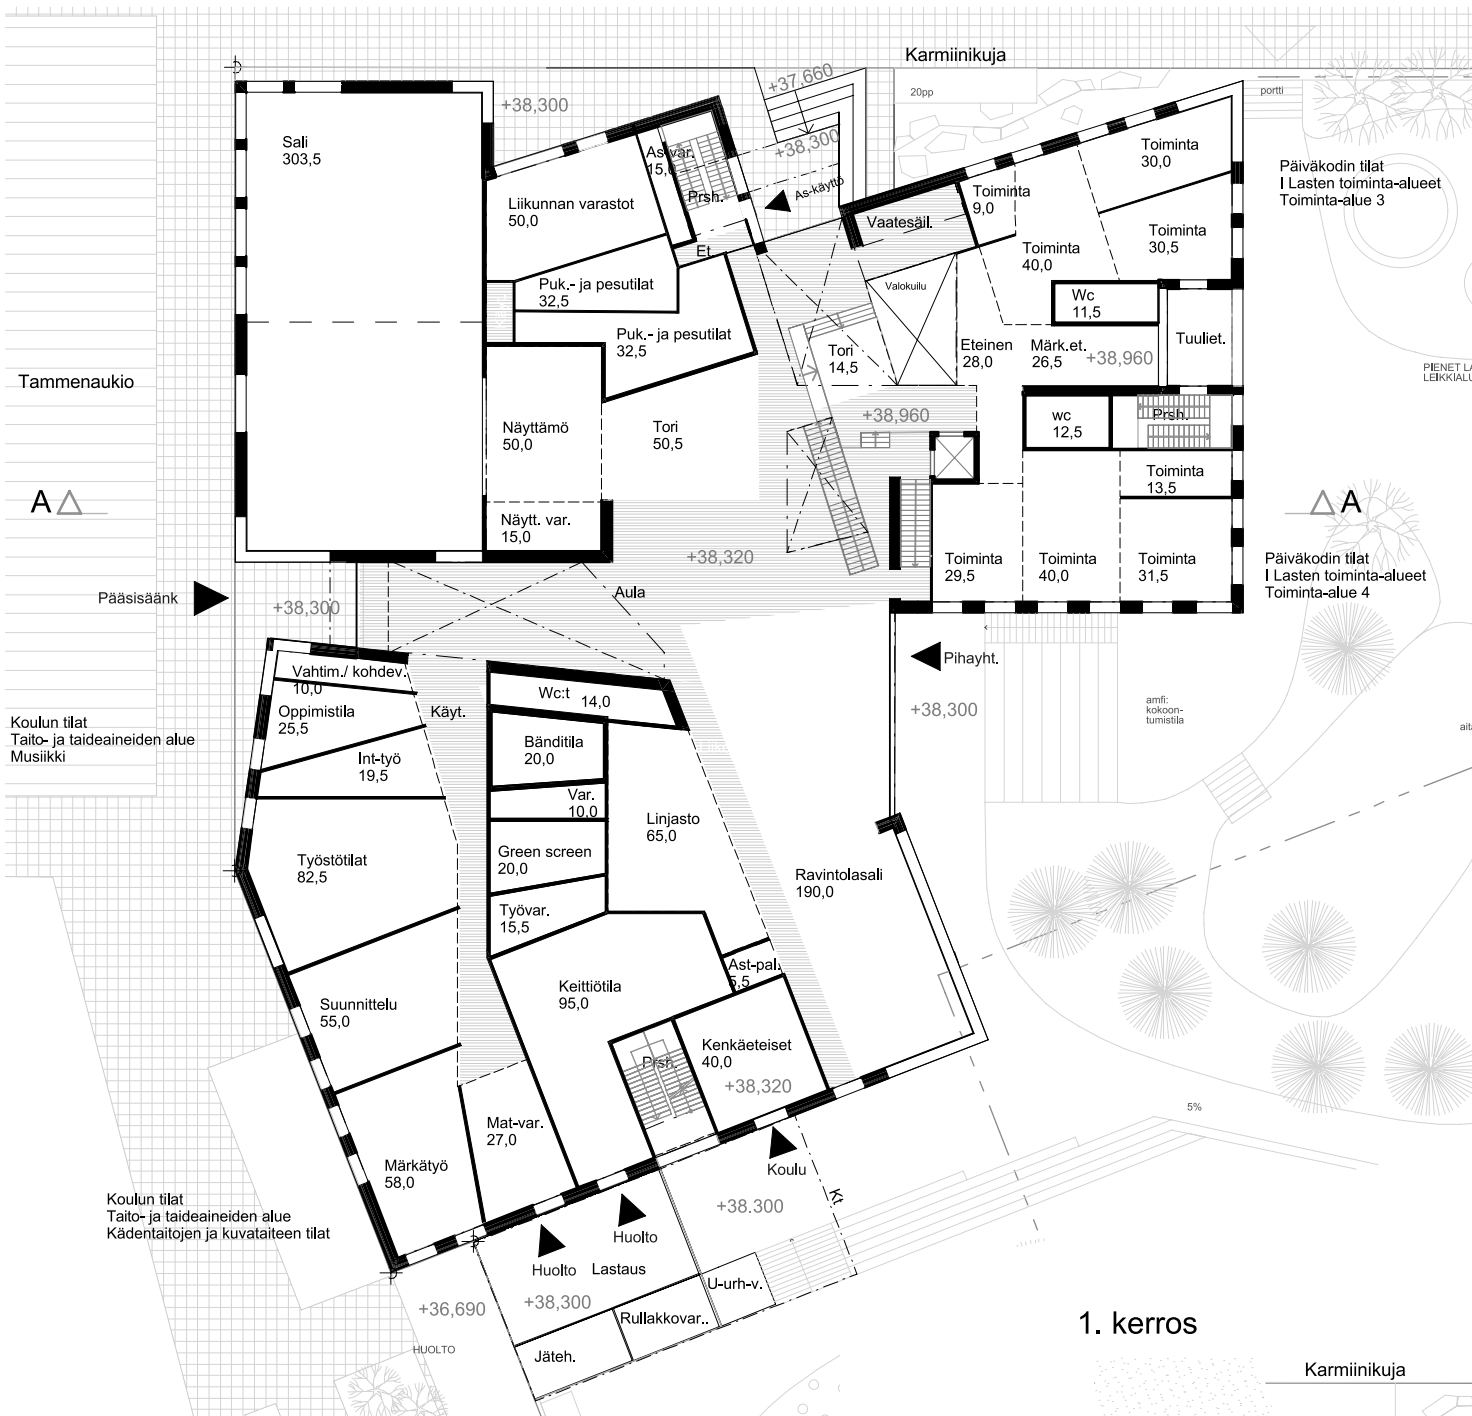 Karmiinikuja
+37,660
20pp
portti
+38,300
+38,300
Sali
303,5
As.var.
15,0
Prsh.
As-käyttö
Toiminta
30,0
Päiväkodin tilat
I Lasten toiminta-alueet
Toiminta-alue 3
Liikunnan varastot
50,0
Toiminta
9,0
Vaatesäil.
Toiminta
30,5
Et.
Toiminta
40,0
Puk.- ja pesutilat
32,5
Valokuilu
Wc
11,5
Puk.- ja pesutilat
32,5
Tori
14,5
Eteinen
28,0
Märk.et.
26,5
+38,960
Tuuliet.
Tammenaukio
PIENET LA
LEIKKIALU
+38,960
wc
12,5
Prsh.
Näyttämö
50,0
Tori
50,5
Toiminta
13,5
A
A
Näytt. var.
15,0
+38,320
Toiminta
29,5
Toiminta
40,0
Toiminta
31,5
Päiväkodin tilat
I Lasten toiminta-alueet
Toiminta-alue 4
Pääsisäänk
+38,300
Aula
Pihayht.
Vahtim./ kohdev.
10,0
Wc:t
14,0
Oppimistila
25,5
Käyt.
+38,300
amfi:
kokoon-
tumistila
Koulun tilat
Taito- ja taideaineiden alue
Musiikki
aita
Int-työ
19,5
Bänditila
20,0
Var.
10,0
Linjasto
65,0
Työstötilat
82,5
Green screen
20,0
Ravintolasali
190,0
Työvar.
15,5
Ast-pal.
5,5
Suunnittelu
55,0
Keittiötila
95,0
Prsh.
Kenkäeteiset
40,0
+38,320
5%
Mat-var.
27,0
Märkätyö
58,0
Koulu
Koulun tilat
Taito- ja taideaineiden alue
Kädentaitojen ja kuvataiteen tilat
Kt
+38.300
Huolto
Huolto
Lastaus
U-urh-v.
+36,690
+38,300
Rullakkovar..
1. kerros
HUOLTO
Jäteh.
Karmiinikuja